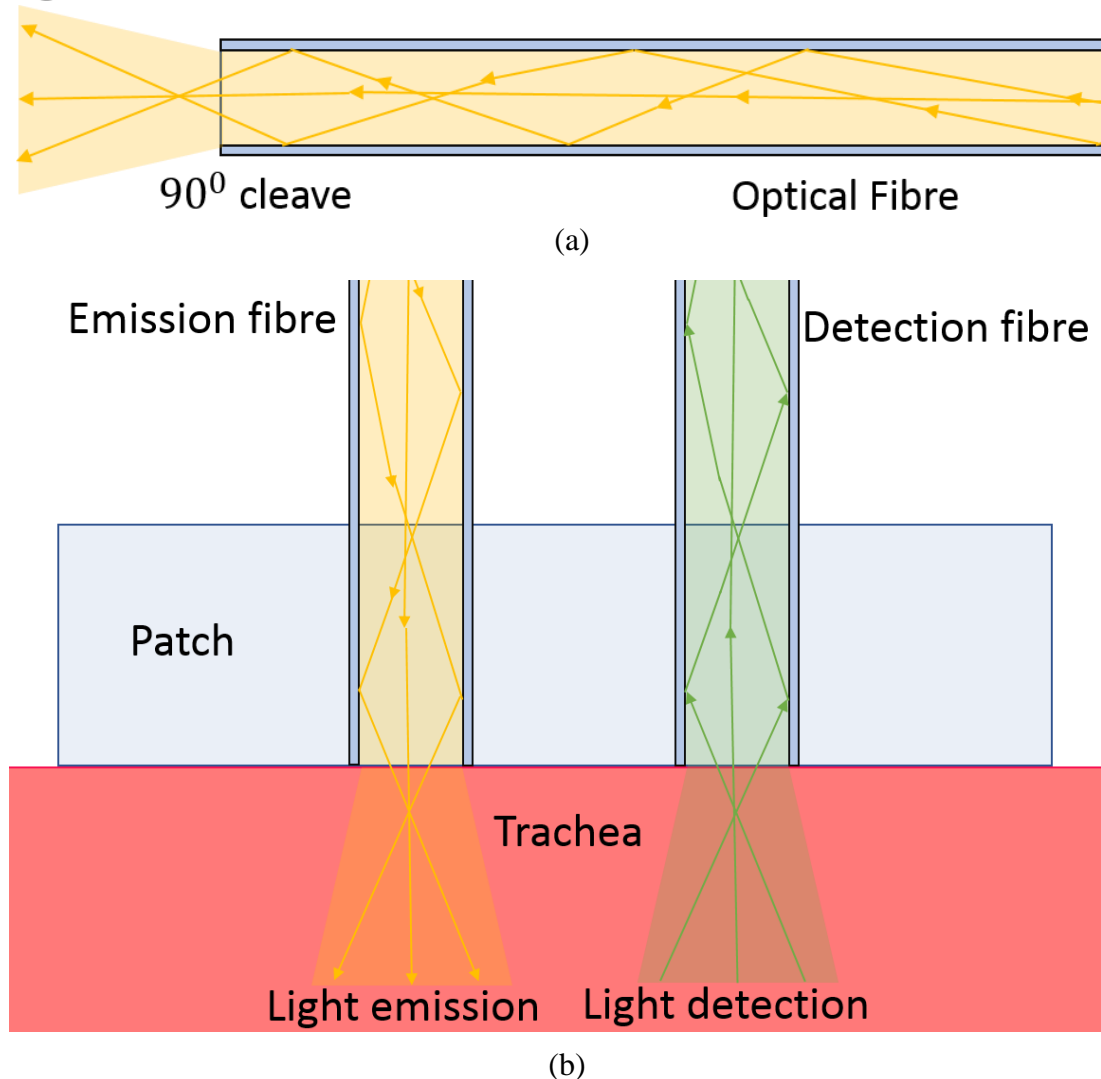 90⁰ cleave
Optical Fibre
(a)
Emission fibre
Detection fibre
Patch
Trachea
Light emission
Light detection
(b)